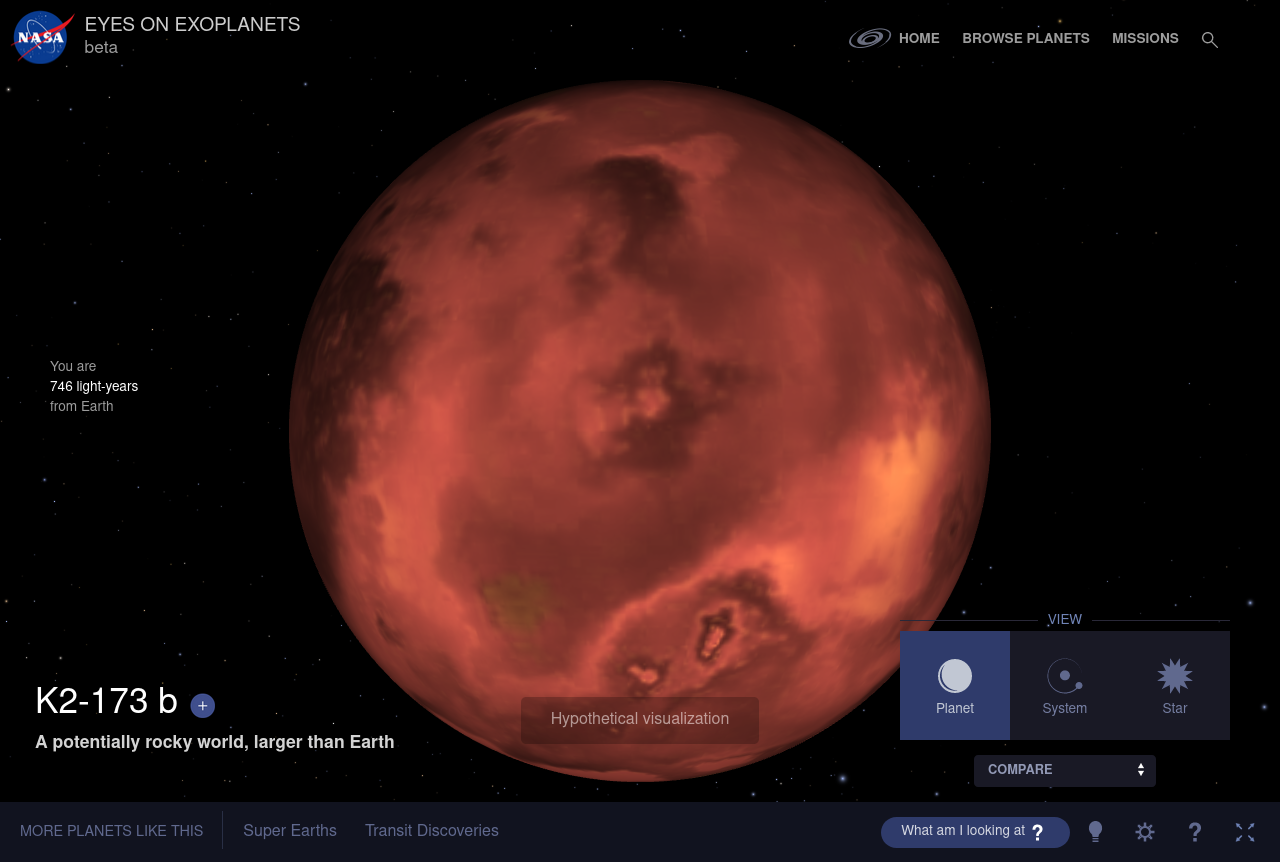 NASA
EYES ON EXOPLANETS
beta
HOME
BROWSE PLANETS
MISSIONS
You are
746 light-years
from Earth
K2-173 b +
A potentially rocky world, larger than Earth
Hypothetical visualization
VIEW
Planet
System
Star
COMPARE
MORE PLANETS LIKE THIS
Super Earths
Transit Discoveries
What am I looking at ?
?